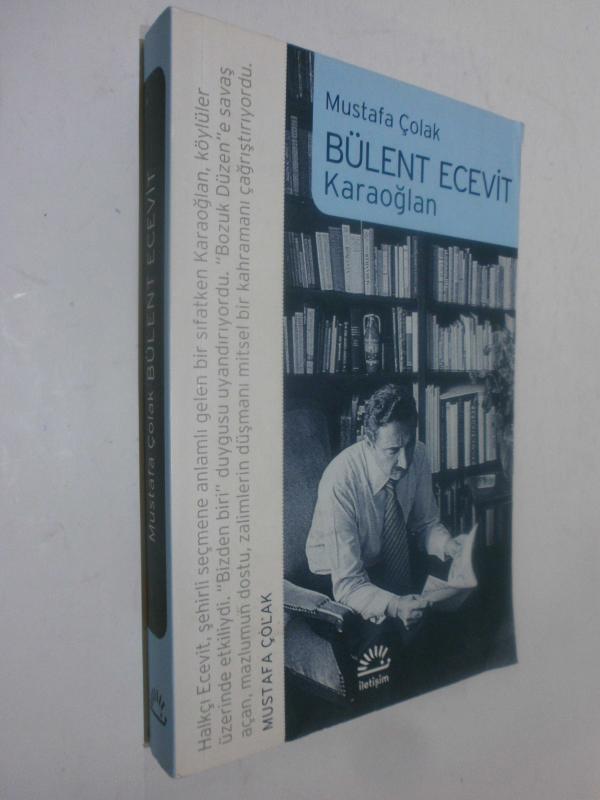 Mustafa Çolak
BÜLENT ECEVİT
Karaoğlan
Halkçı Ecevit, şehirli seçmene anlamlı gelen bir sıfatken Karaoğlan, köylüler
üzerinde etkiliydi. "Bizden biri" duygusu uyandırıyordu. "Bozuk Düzen"e savaş
açan, mazlumun dostu, zalimlerin düşmanı mitsel bir kahramanı çağrıştırıyordu.
MUSTAFA ÇOLAK
Mustafa Çolak BÜLENT ECEVİT
iletişim